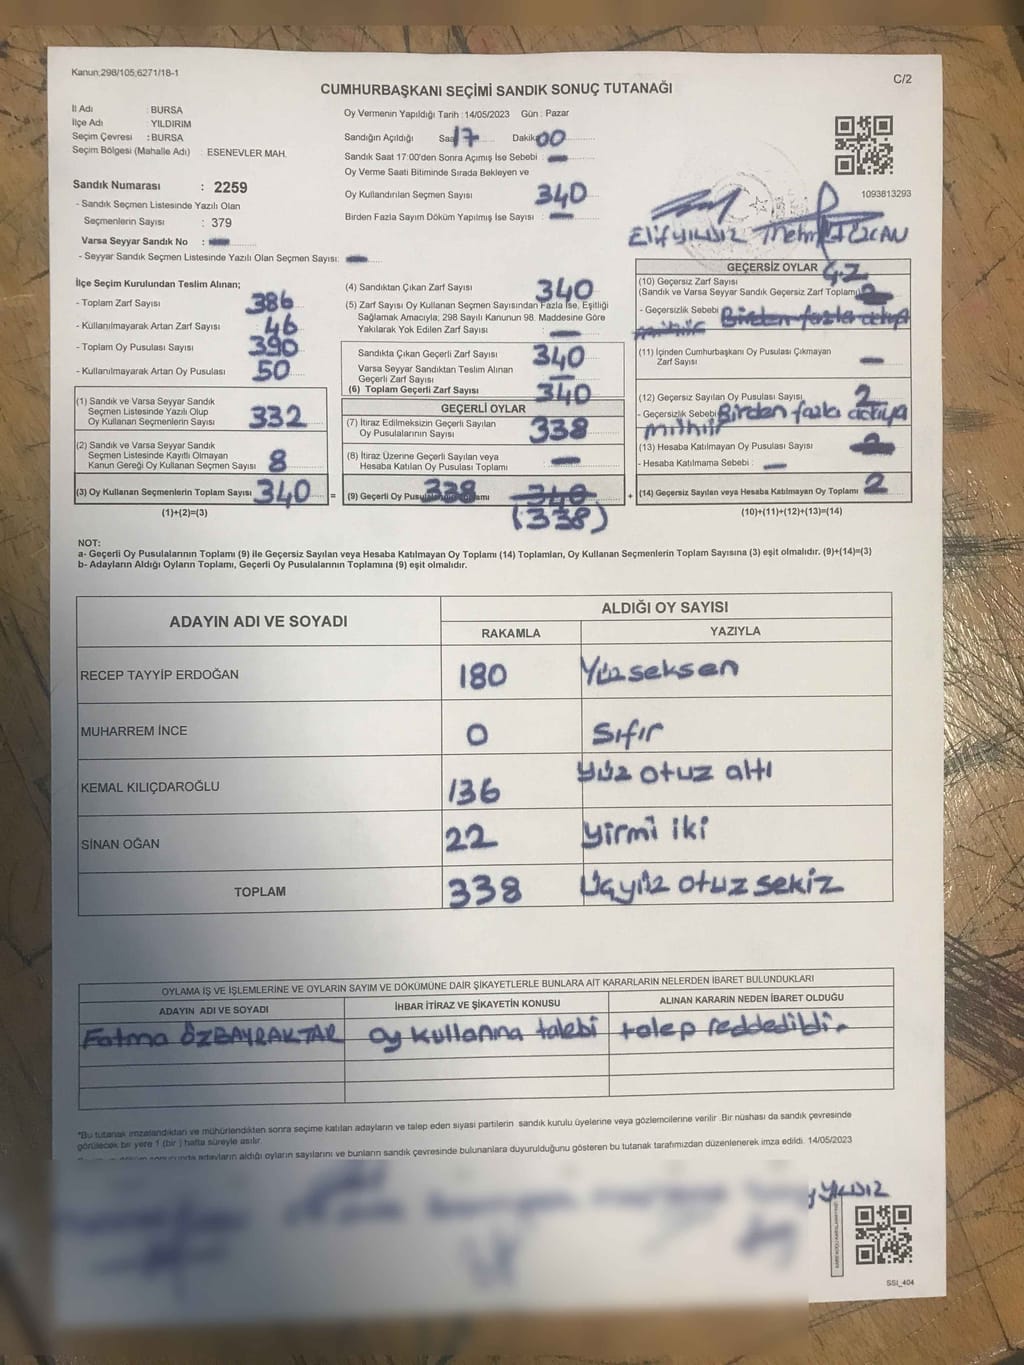 Kanun;298/105;6271/18-1
C/2
CUMHURBAŞKANI SEÇİMİ SANDIK SONUÇ TUTANAĞI
İl Adı : BURSA
İlçe Adı : YILDIRIM
Seçim Çevresi : BURSA
Seçim Bölgesi (Mahalle Adı) : ESENEVLER MAH.
Oy Vermenin Yapıldığı Tarih : 14/05/2023 Gün : Pazar
Sandığın Açıldığı Saat 17 Dakika 00
Sandık Saat 17:00'den Sonra Açımış İse Sebebi : —
Oy Verme Saati Bitiminde Sırada Bekleyen ve
Oy Kullandırılan Seçmen Sayısı 340
Birden Fazla Sayım Döküm Yapılmış İse Sayısı : —
1093813293
Sandık Numarası : 2259
- Sandık Seçmen Listesinde Yazılı Olan
Seçmenlerin Sayısı : 379
Varsa Seyyar Sandık No : —
- Seyyar Sandık Seçmen Listesinde Yazılı Olan Seçmen Sayısı: —
Elif YILDIZ Mehmet ÖZCAN
İlçe Seçim Kurulundan Teslim Alınan;
- Toplam Zarf Sayısı 386
- Kullanılmayarak Artan Zarf Sayısı 46
- Toplam Oy Pusulası Sayısı 390
- Kullanılmayarak Artan Oy Pusulası 50
(1) Sandık ve Varsa Seyyar Sandık
Seçmen Listesinde Yazılı Olup
Oy Kullanan Seçmenlerin Sayısı 332
(2) Sandık ve Varsa Seyyar Sandık
Seçmen Listesinde Kayıtlı Olmayan
Kanun Gereği Oy Kullanan Seçmen Sayısı 8
(3) Oy Kullanan Seçmenlerin Toplam Sayısı 340 =
(1)+(2)=(3)
(4) Sandıktan Çıkan Zarf Sayısı 340
(5) Zarf Sayısı Oy Kullanan Seçmen Sayısından Fazla İse, Eşitliği
Sağlamak Amacıyla, 298 Sayılı Kanunun 98. Maddesine Göre
Yakılarak Yok Edilen Zarf Sayısı —
Sandıkta Çıkan Geçerli Zarf Sayısı 340
Varsa Seyyar Sandıktan Teslim Alınan
Geçerli Zarf Sayısı —
(6) Toplam Geçerli Zarf Sayısı 340
GEÇERLİ OYLAR
(7) İtiraz Edilmeksizin Geçerli Sayılan
Oy Pusulalarının Sayısı 338
(8) İtiraz Üzerine Geçerli Sayılan veya
Hesaba Katılan Oy Pusulası Toplamı —
(9) Geçerli Oy Pusulalarının Toplamı 338 340 +
(338)
GEÇERSİZ OYLAR
(10) Geçersiz Zarf Sayısı
(Sandık ve Varsa Seyyar Sandık Geçersiz Zarf Toplamı)
- Geçersizlik Sebebi Birden fazla
mühür
(11) İçinden Cumhurbaşkanı Oy Pusulası Çıkmayan
Zarf Sayısı —
(12) Geçersiz Sayılan Oy Pusulası Sayısı 2
- Geçersizlik Sebebi Birden fazla adaya
mühür
(13) Hesaba Katılmayan Oy Pusulası Sayısı
- Hesaba Katılmama Sebebi : —
(14) Geçersiz Sayılan veya Hesaba Katılmayan Oy Toplamı 2
(10)+(11)+(12)+(13)=(14)
NOT:
a- Geçerli Oy Pusulalarının Toplamı (9) ile Geçersiz Sayılan veya Hesaba Katılmayan Oy Toplamı (14) Toplamları, Oy Kullanan Seçmenlerin Toplam Sayısına (3) eşit olmalıdır. (9)+(14)=(3)
b- Adayların Aldığı Oyların Toplamı, Geçerli Oy Pusulalarının Toplamına (9) eşit olmalıdır.
ADAYIN ADI VE SOYADI ALDIĞI OY SAYISI
RAKAMLA YAZIYLA
RECEP TAYYİP ERDOĞAN 180 Yüzseksen
MUHARREM İNCE 0 Sıfır
KEMAL KILIÇDAROĞLU 136 yüz otuz altı
SİNAN OĞAN 22 yirmi iki
TOPLAM 338 Üçyüz otuz sekiz
OYLAMA İŞ VE İŞLEMLERİNE VE OYLARIN SAYIM VE DÖKÜMÜNE DAİR ŞİKAYETLERLE BUNLARA AİT KARARLARIN NELERDEN İBARET BULUNDUKLARI
ADAYIN ADI VE SOYADI İHBAR İTİRAZ VE ŞİKAYETİN KONUSU ALINAN KARARIN NEDEN İBARET OLDUĞU
Fatma ÖZBAYRAKTAR oy kullanma talebi talep reddedildi.
*Bu tutanak imzalandıktan ve mühürlendikten sonra seçime katılan adayların ve talep eden siyasi partilerin sandık kurulu üyelerine veya gözlemcilerine verilir .Bir nüshası da sandık çevresinde
görülecek bir yere 1 (bir ) hafta süreyle asılır.
adayların aldığı oyların sayılarını ve bunların sandık çevresinde bulunanlara duyurulduğunu gösteren bu tutanak tarafımızdan düzenlenerek imza edildi. 14/05/2023
YILDIZ
SSI_404